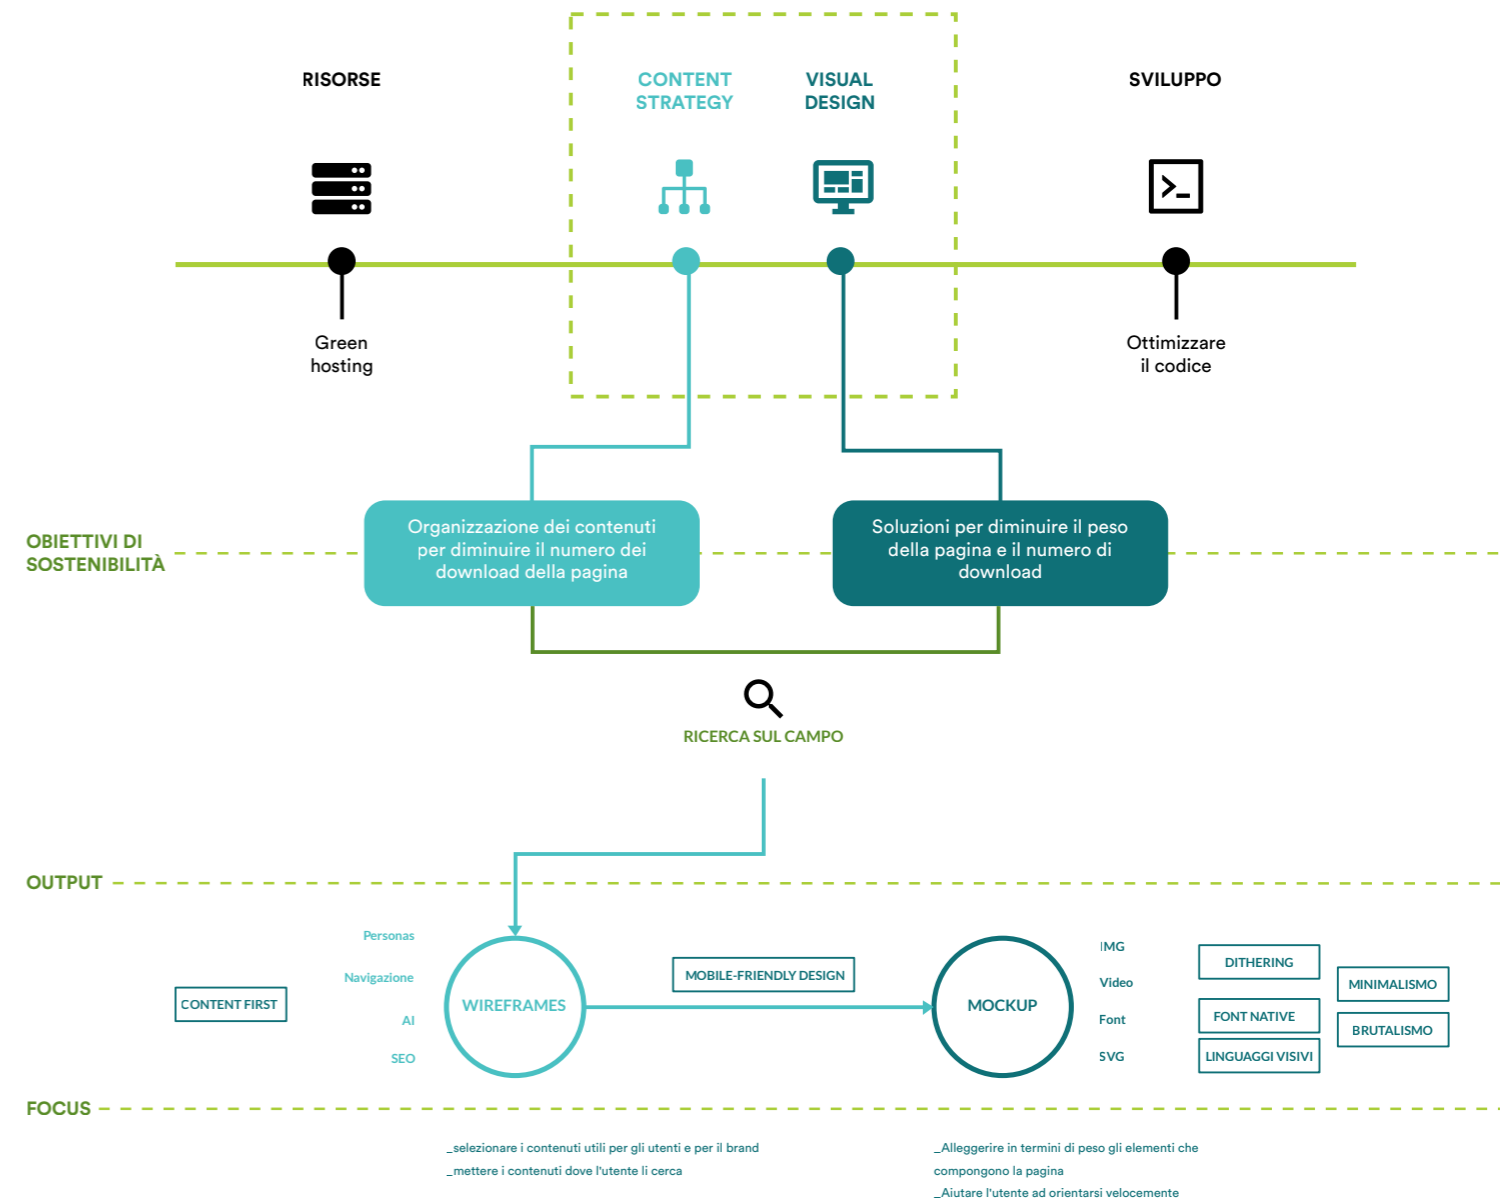 RISORSE
CONTENT
STRATEGY
VISUAL
DESIGN
SVILUPPO
Green
hosting
Ottimizzare
il codice
OBIETTIVI DI
SOSTENIBILITÀ
Organizzazione dei contenuti
per diminuire il numero dei
download della pagina
Soluzioni per diminuire il peso
della pagina e il numero di
download
RICERCA SUL CAMPO
OUTPUT
CONTENT FIRST
Personas
Navigazione
AI
SEO
WIREFRAMES
MOBILE-FRIENDLY DESIGN
MOCKUP
IMG
Video
Font
SVG
DITHERING
FONT NATIVE
LINGUAGGI VISIVI
MINIMALISMO
BRUTALISMO
FOCUS
_selezionare i contenuti utili per gli utenti e per il brand
_mettere i contenuti dove l'utente li cerca
_Alleggerire in termini di peso gli elementi che
compongono la pagina
_Aiutare l'utente ad orientarsi velocemente